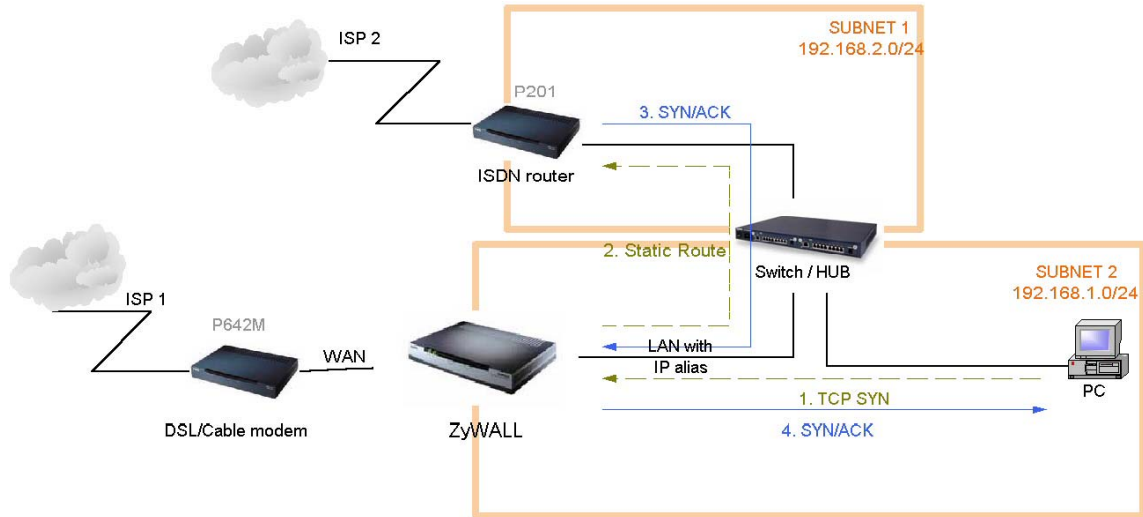 ISP 2
SUBNET 1
192.168.2.0/24
P201
3. SYN/ACK
ISDN router
2. Static Route
Switch / HUB
SUBNET 2
192.168.1.0/24
ISP 1
P642M
WAN
LAN with
IP alias
PC
1. TCP SYN
DSL/Cable modem
ZyWALL
4. SYN/ACK